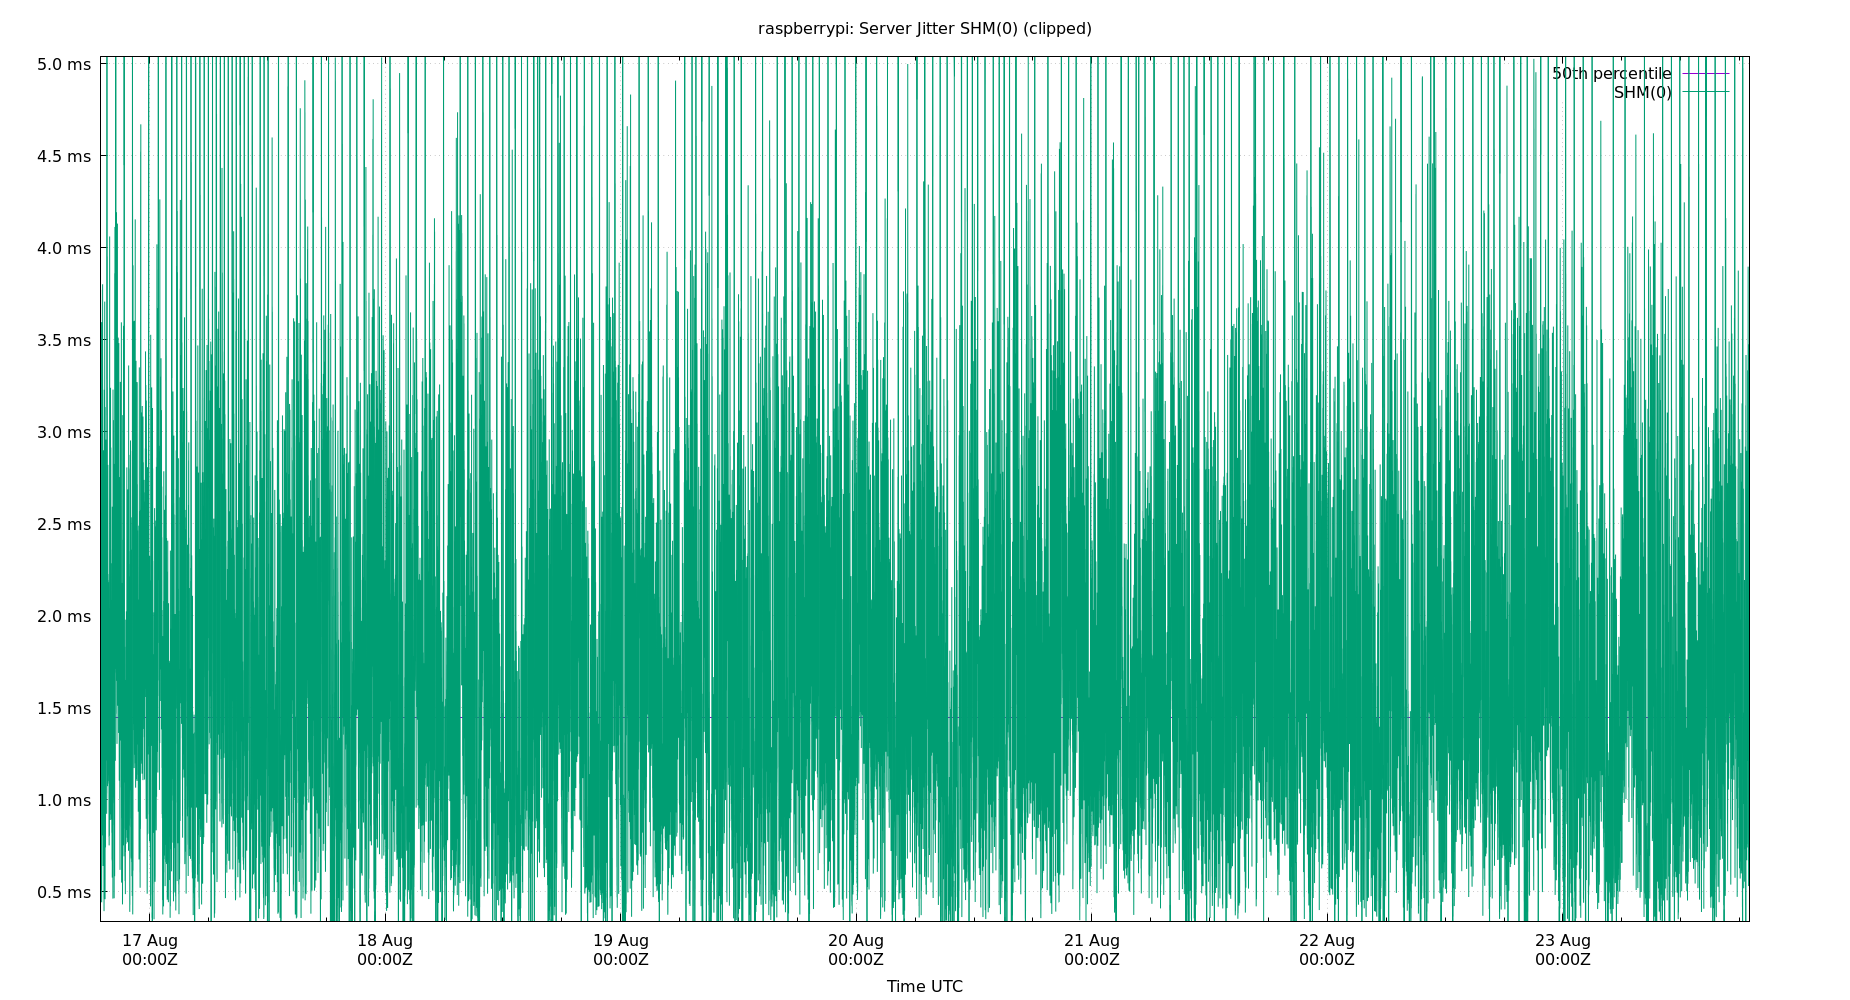 raspberrypi: Server Jitter SHM(0) (clipped)
5.0 ms
50th percentile
SHM(0)
4.5 ms
4.0 ms
3.5 ms
3.0 ms
2.5 ms
2.0 ms
1.5 ms
1.0 ms
0.5 ms
17 Aug 18 Aug 19 Aug 20 Aug 21 Aug 22 Aug 23 Aug
00:00Z 00:00Z 00:00Z 00:00Z 00:00Z 00:00Z 00:00Z
Time UTC